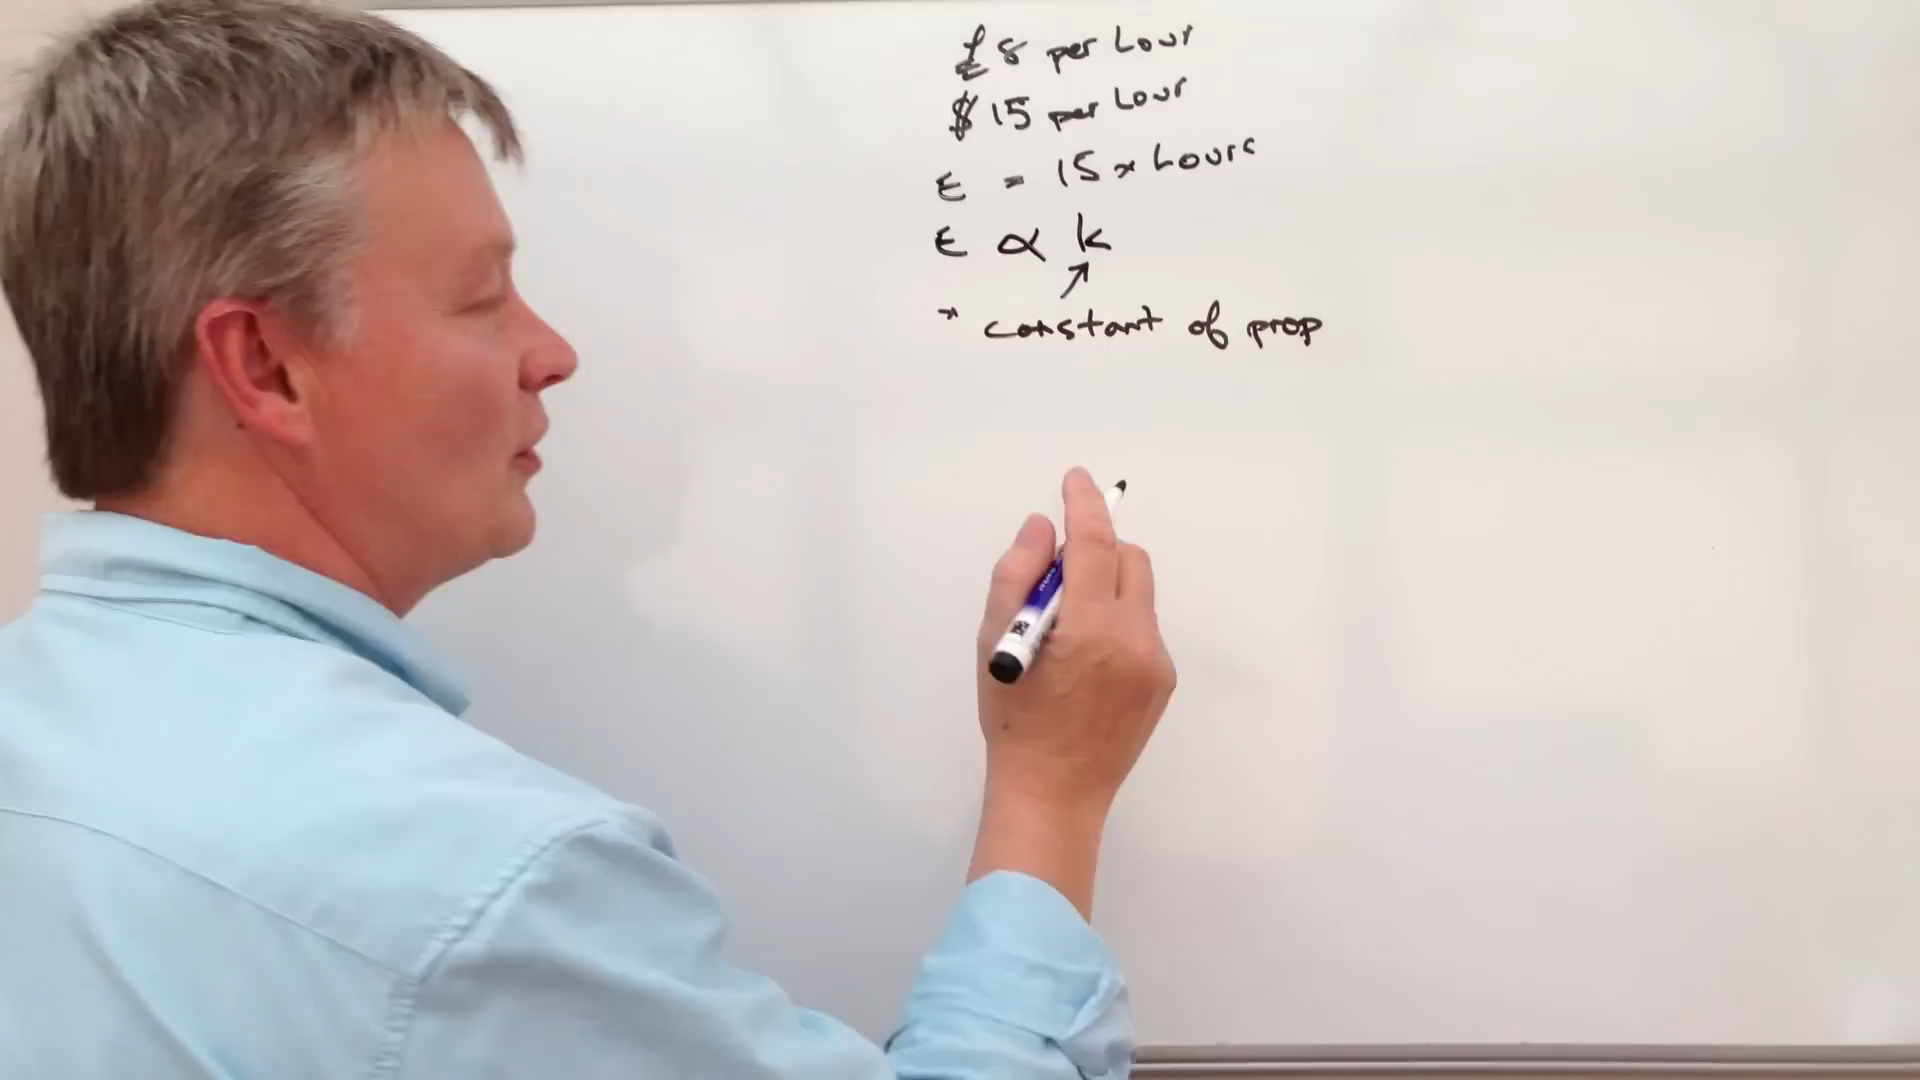 £8 per hour
$15 per hour
E = 15 x hours
E ∝ k
* constant of prop